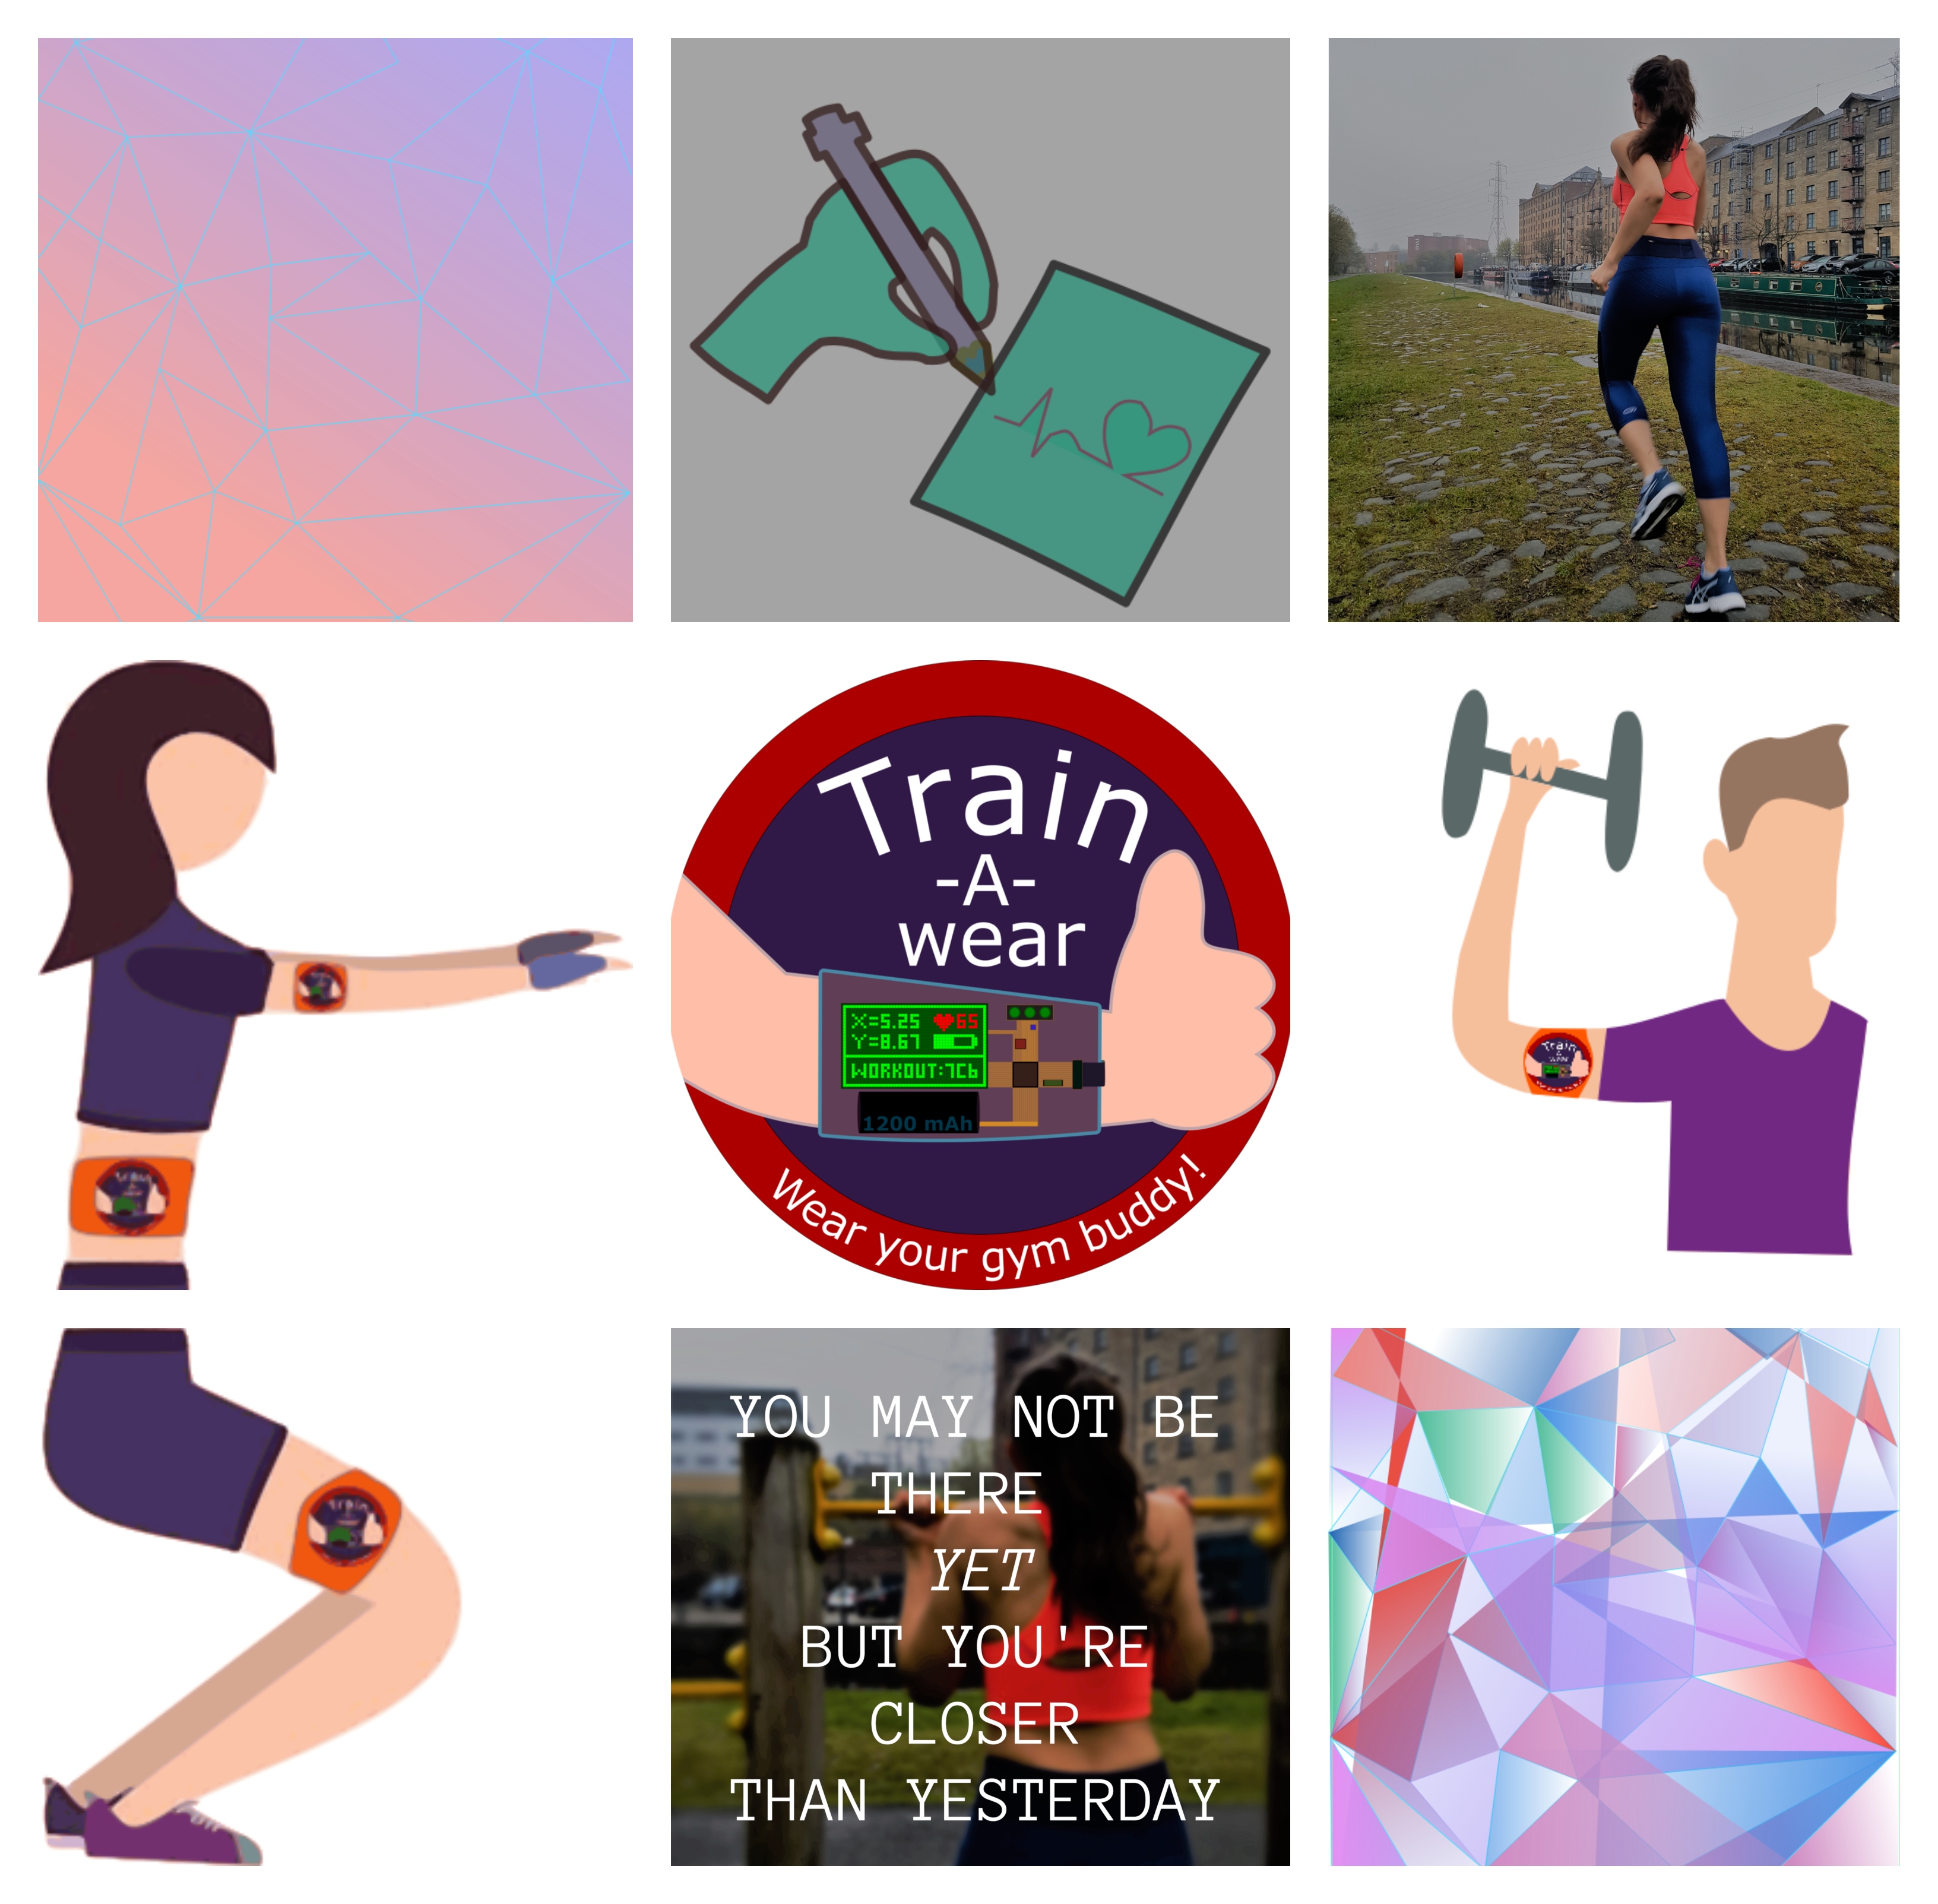 Train
-A-
wear
X=5.25 65
Y=8.67
WORKOUT:7C6
1200 mAh
Wear your gym buddy!
Train
YOU MAY NOT BE
THERE
YET
BUT YOU'RE
CLOSER
THAN YESTERDAY